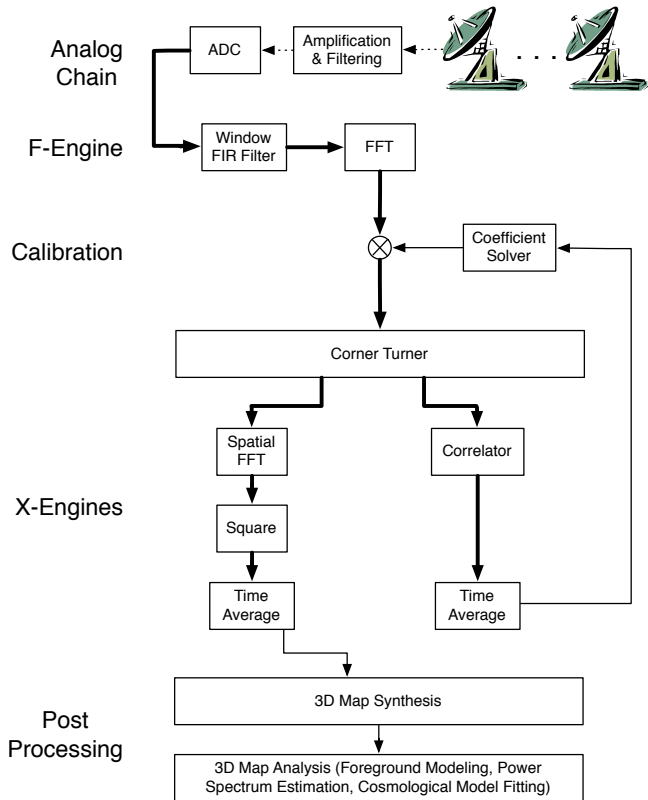 Analog
Chain
ADC
Amplification
& Filtering
. . .
F-Engine
Window
FIR Filter
FFT
Calibration
Coefficient
Solver
Corner Turner
X-Engines
Spatial
FFT
Correlator
Square
Time
Average
Time
Average
Post
Processing
3D Map Synthesis
3D Map Analysis (Foreground Modeling, Power
Spectrum Estimation, Cosmological Model Fitting)